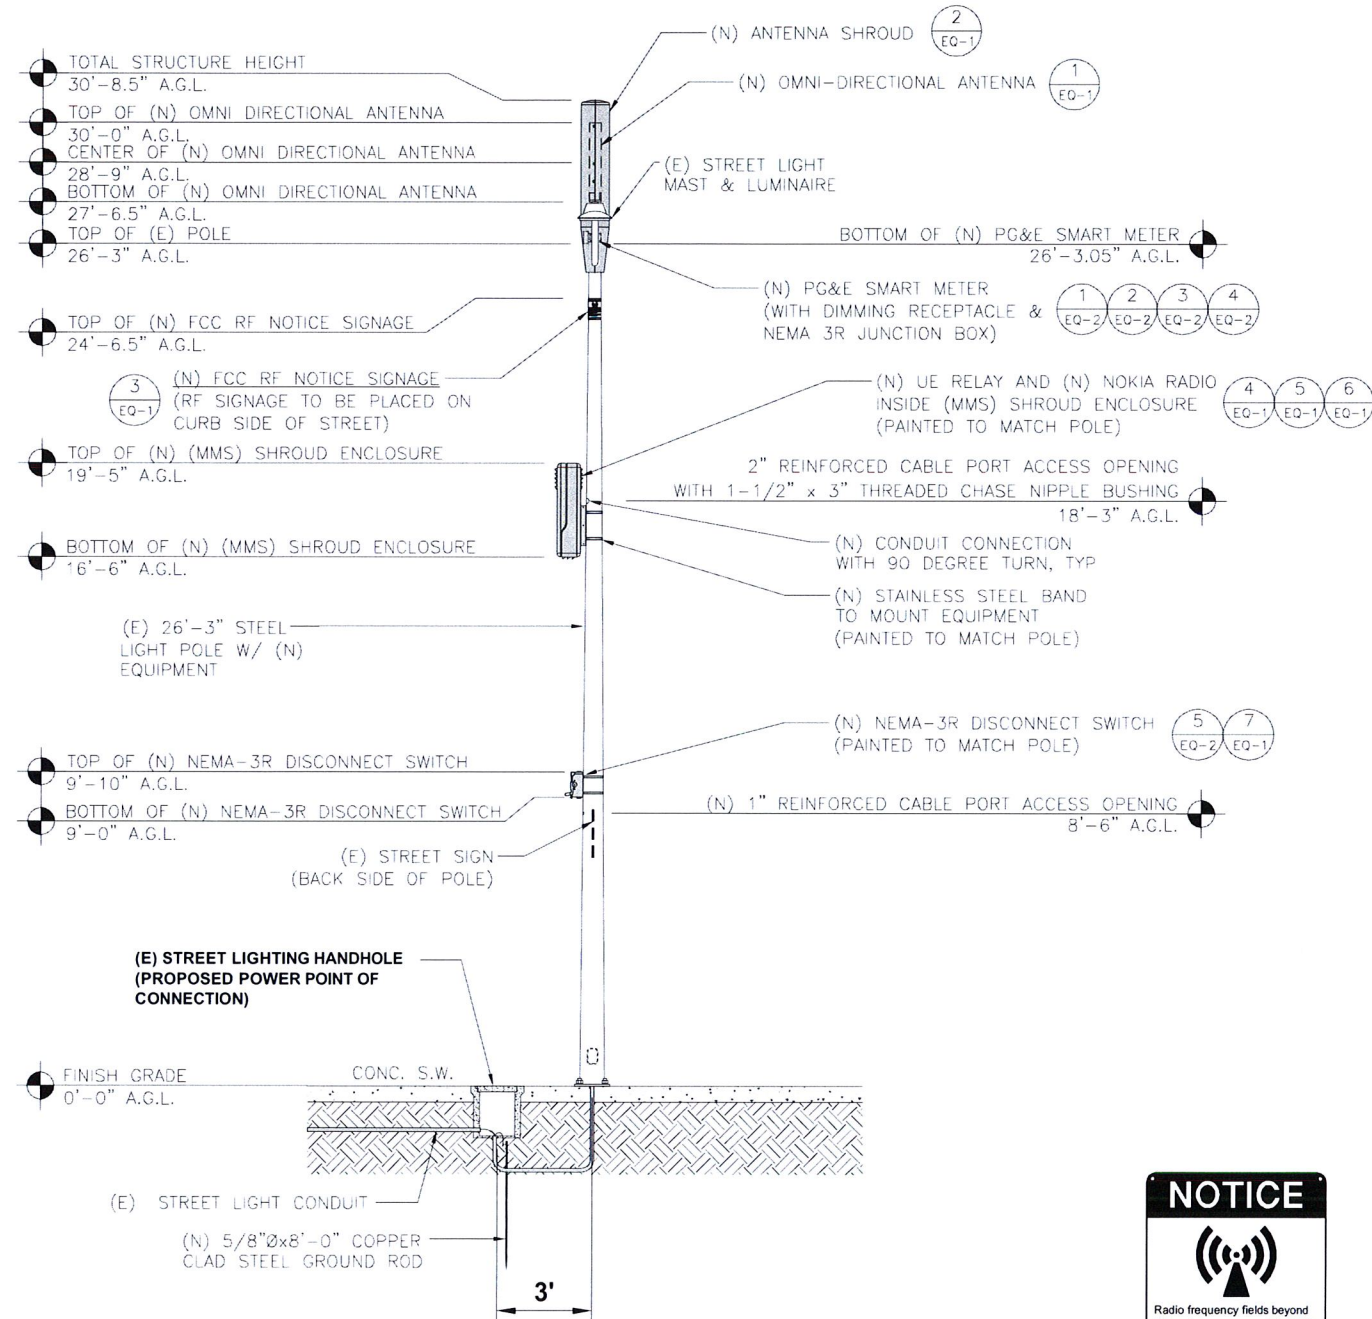 (N) ANTENNA SHROUD
2
EQ-1
(N) OMNI-DIRECTIONAL ANTENNA
1
EQ-1
TOTAL STRUCTURE HEIGHT
30'-8.5" A.G.L.
TOP OF (N) OMNI DIRECTIONAL ANTENNA
30'-0" A.G.L.
CENTER OF (N) OMNI DIRECTIONAL ANTENNA
28'-9" A.G.L.
BOTTOM OF (N) OMNI DIRECTIONAL ANTENNA
27'-6.5" A.G.L.
TOP OF (E) POLE
26'-3" A.G.L.
(E) STREET LIGHT
MAST & LUMINAIRE
BOTTOM OF (N) PG&E SMART METER
26'-3.05" A.G.L.
(N) PG&E SMART METER
(WITH DIMMING RECEPTACLE &
NEMA 3R JUNCTION BOX)
1 2 3 4
EQ-2 EQ-2 EQ-2 EQ-2
TOP OF (N) FCC RF NOTICE SIGNAGE
24'-6.5" A.G.L.
3
EQ-1
(N) FCC RF NOTICE SIGNAGE
(RF SIGNAGE TO BE PLACED ON
CURB SIDE OF STREET)
(N) UE RELAY AND (N) NOKIA RADIO
INSIDE (MMS) SHROUD ENCLOSURE
(PAINTED TO MATCH POLE)
4 5 6
EQ-1 EQ-1 EQ-1
TOP OF (N) (MMS) SHROUD ENCLOSURE
19'-5" A.G.L.
2" REINFORCED CABLE PORT ACCESS OPENING
WITH 1-1/2" x 3" THREADED CHASE NIPPLE BUSHING
18'-3" A.G.L.
BOTTOM OF (N) (MMS) SHROUD ENCLOSURE
16'-6" A.G.L.
(N) CONDUIT CONNECTION
WITH 90 DEGREE TURN, TYP
(N) STAINLESS STEEL BAND
TO MOUNT EQUIPMENT
(PAINTED TO MATCH POLE)
(E) 26'-3" STEEL
LIGHT POLE W/ (N)
EQUIPMENT
(N) NEMA-3R DISCONNECT SWITCH
(PAINTED TO MATCH POLE)
5 7
EQ-2 EQ-1
TOP OF (N) NEMA-3R DISCONNECT SWITCH
9'-10" A.G.L.
BOTTOM OF (N) NEMA-3R DISCONNECT SWITCH
9'-0" A.G.L.
(N) 1" REINFORCED CABLE PORT ACCESS OPENING
8'-6" A.G.L.
(E) STREET SIGN
(BACK SIDE OF POLE)
(E) STREET LIGHTING HANDHOLE
(PROPOSED POWER POINT OF
CONNECTION)
FINISH GRADE
0'-0" A.G.L.
CONC. S.W.
(E) STREET LIGHT CONDUIT
(N) 5/8"Øx8'-0" COPPER
CLAD STEEL GROUND ROD
3'
NOTICE
Radio frequency fields beyond